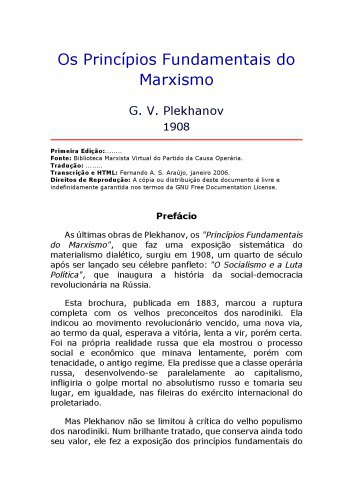 Os Princípios Fundamentais do
Marxismo
G. V. Plekhanov
1908
Primeira Edição:........
Fonte: Biblioteca Marxista Virtual do Partido da Causa Operária.
Tradução: ........
Transcrição e HTML: Fernando A. S. Araújo, janeiro 2006.
Direitos de Reprodução: A cópia ou distribuição deste documento é livre e
indefinidamente garantida nos termos da GNU Free Documentation License.
Prefácio
As últimas obras de Plekhanov, os "Princípios Fundamentais
do Marxismo", que faz uma exposição sistemática do
materialismo dialético, surgiu em 1908, um quarto de século
após ser lançado seu célebre panfleto: "O Socialismo e a Luta
Política", que inaugura a história da social-democracia
revolucionária na Rússia.
Esta brochura, publicada em 1883, marcou a ruptura
completa com os velhos preconceitos dos narodiniki. Ela
indicou ao movimento revolucionário vencido, uma nova via,
ao termo da qual, esperava a vitória, lenta a vir, porém certa.
Foi na própria realidade russa que ela mostrou o processo
social e econômico que minava lentamente, porém com
tenacidade, o antigo regime. Ela predisse que a classe operária
russa, desenvolvendo-se paralelamente ao capitalismo,
infligiria o golpe mortal no absolutismo russo e tomaria seu
lugar, em igualdade, nas fileiras do exército internacional do
proletariado.
Mas Plekhanov não se limitou à crítica do velho populismo
dos narodiniki. Num brilhante tratado, que conserva ainda todo
seu valor, ele fez a exposição dos princípios fundamentais do